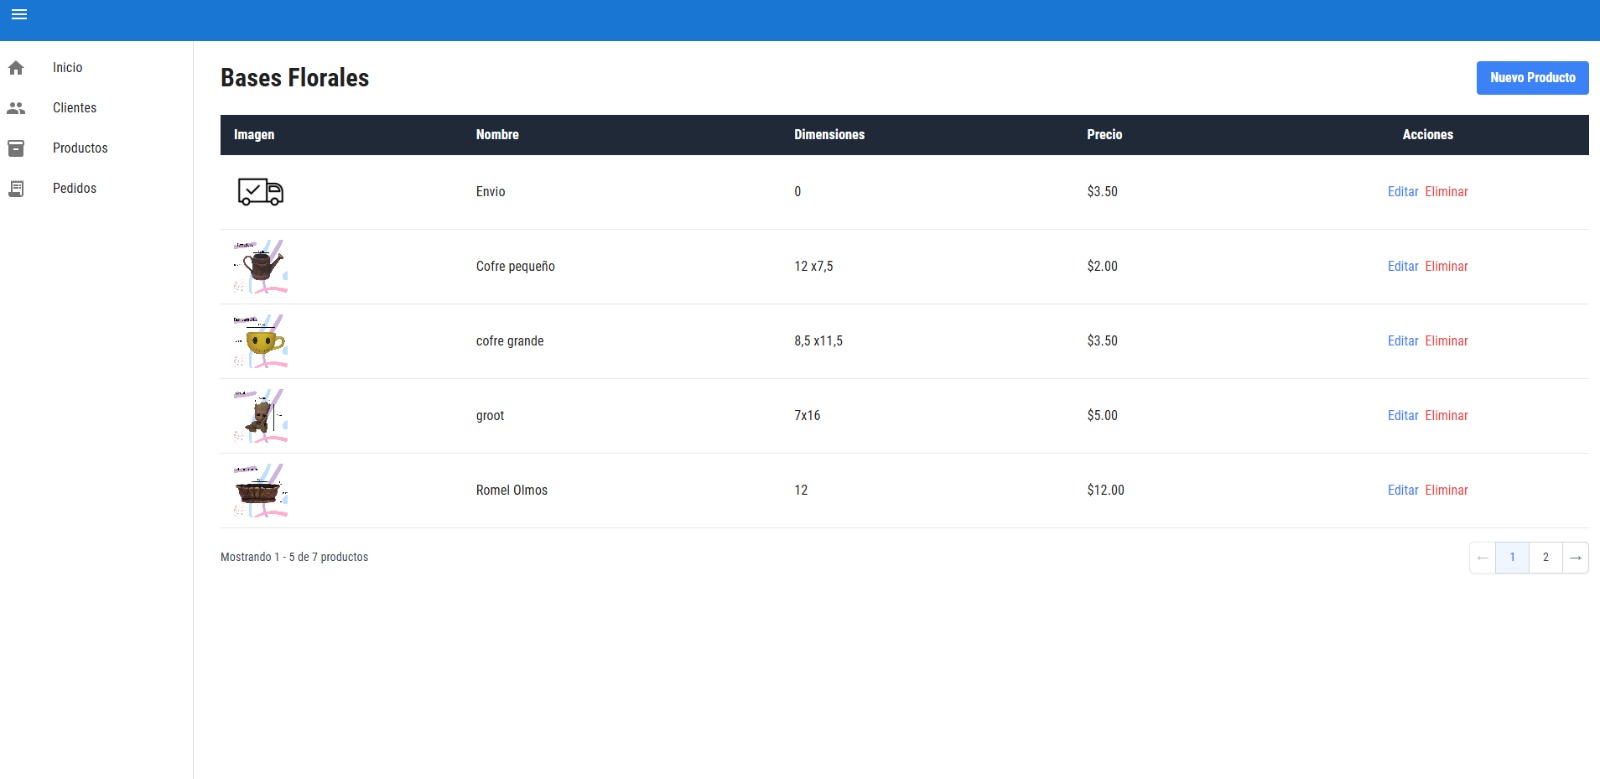 Inicio
Clientes
Productos
Pedidos
Bases Florales
Nuevo Producto
Imagen Nombre Dimensiones Precio Acciones
Envio 0 $3.50 Editar Eliminar
Cofre pequeño 12 x7,5 $2.00 Editar Eliminar
cofre grande 8,5 x11,5 $3.50 Editar Eliminar
groot 7x16 $5.00 Editar Eliminar
Romel Olmos 12 $12.00 Editar Eliminar
Mostrando 1 - 5 de 7 productos
← 1 2 →